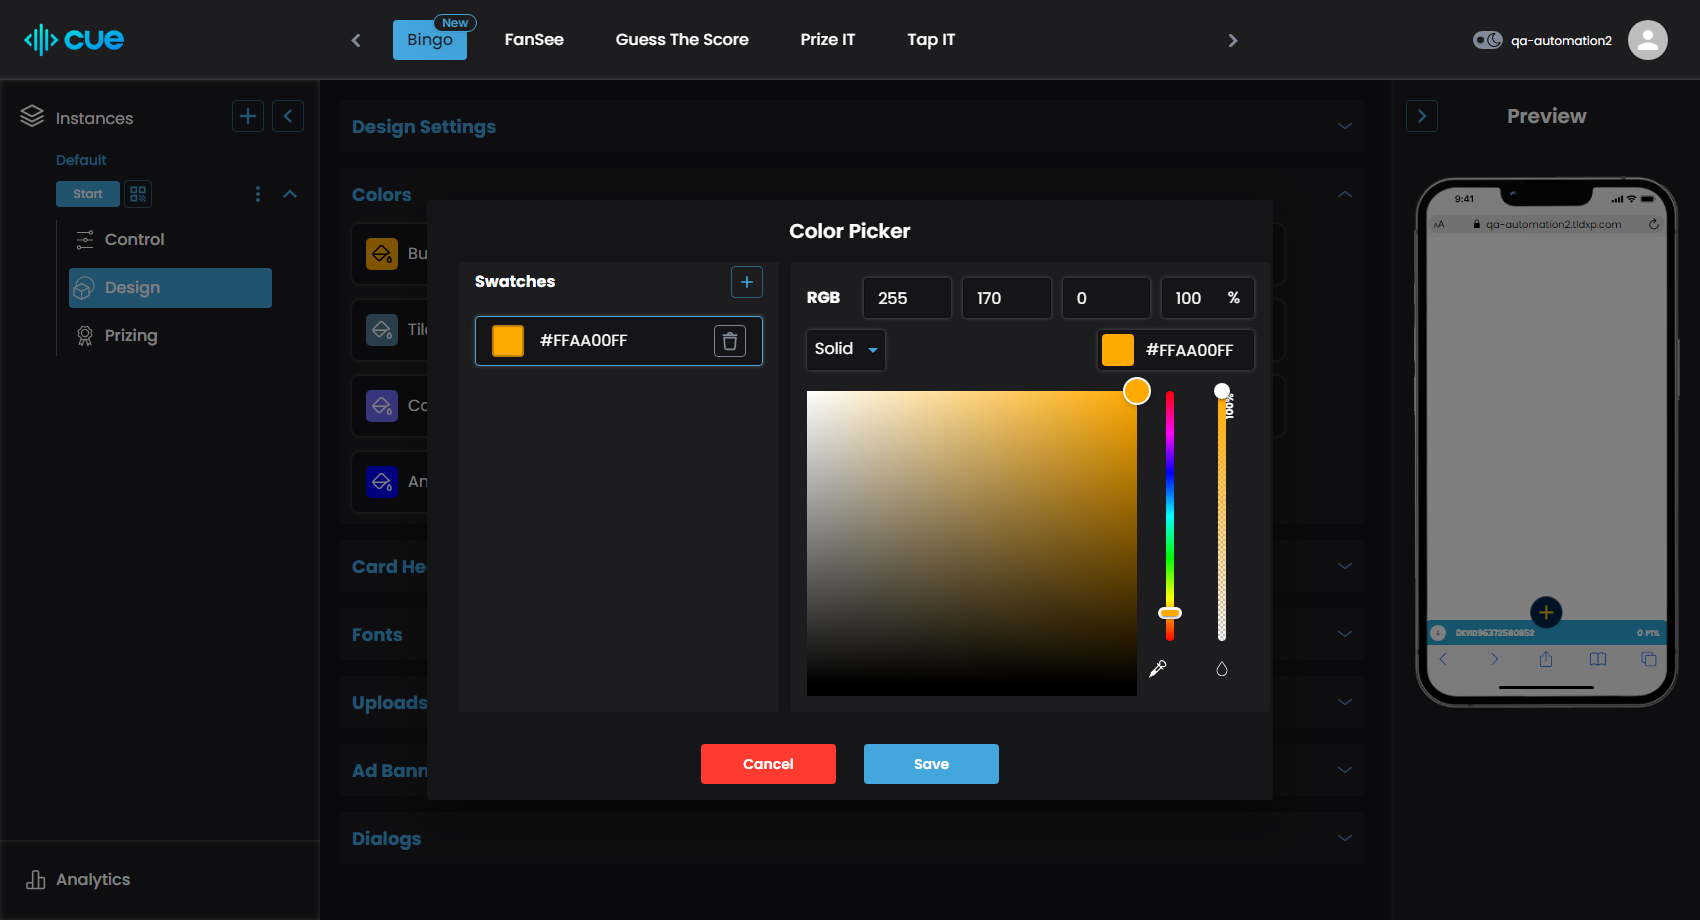 cue
Bingo
New
FanSee
Guess The Score
Prize IT
Tap IT
qa-automation2
Instances
Default
Start
Control
Design
Prizing
Analytics
Design Settings
Colors
Bu
Tile
Co
An
Card He
Fonts
Uploads
Ad Bann
Dialogs
Color Picker
Swatches
#FFAA00FF
RGB
255
170
0
100 %
Solid
#FFAA00FF
100%
Cancel
Save
Preview
9:41
AA
qa-automation2.tldxp.com
0 PTS.